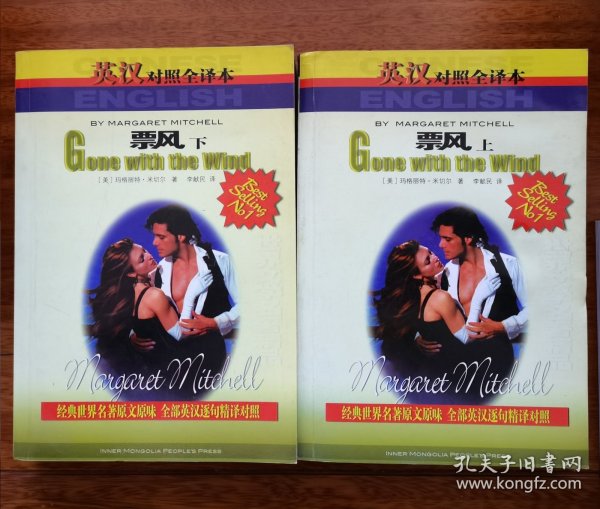 英汉对照全译本
ENGLISH
BY MARGARET MITCHELL
票风 下
Gone with the Wind
[美] 玛格丽特·米切尔 著 李献民 译
Best
Selling
No1
Margaret Mitchell
经典世界名著原文原味 全部英汉逐句精译对照
INNER MONGOLIA PEOPLE'S PRESS
英汉对照全译本
ENGLISH
BY MARGARET MITCHELL
票风 上
Gone with the Wind
[美] 玛格丽特·米切尔 著 李献民 译
Best
Selling
No1
Margaret Mitchell
经典世界名著原文原味 全部英汉逐句精译对照
INNER MONGOLIA PEOPLE'S PRESS
孔夫子旧书网
www.kongfz.com